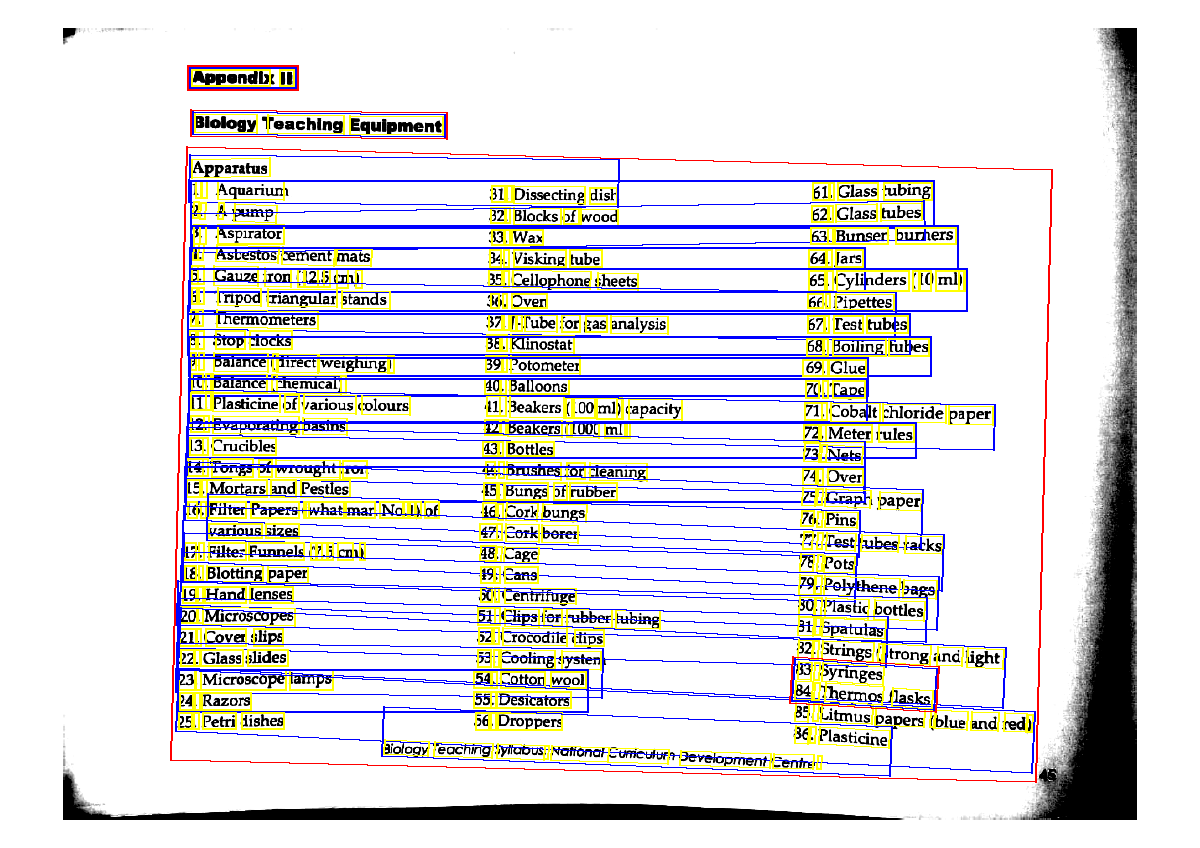 Appendix II
Biology Teaching Equipment
Apparatus
1. Aquarium
2. A pump
3. Aspirator
4. Asbestos cement mats
5. Gauze iron (12.5 cm)
6. Tripod triangular stands
7. Thermometers
8. Stop clocks
9. Balance (direct weighing)
10. Balance (chemical)
11. Plasticine of various colours
12. Evaporating basins
13. Crucibles
14. Tongs of wrought iron
15. Mortars and Pestles
16. Filter Papers (what man No. 1) of
various sizes
17. Filter Funnels (7.5 cm)
18. Blotting paper
19. Hand lenses
20. Microscopes
21. Cover slips
22. Glass slides
23. Microscope lamps
24. Razors
25. Petri dishes
31. Dissecting dish
32. Blocks of wood
33. Wax
34. Visking tube
35. Cellophone sheets
36. Oven
37. J-Tube for gas analysis
38. Klinostat
39. Potometer
40. Balloons
41. Beakers (100 ml) capacity
42. Beakers (1000 ml)
43. Bottles
44. Brushes for cleaning
45. Bungs of rubber
46. Cork bungs
47. Cork borer
48. Cage
49. Cans
50. Centrifuge
51. Clips for rubber tubing
52. Crocodile clips
53. Cooling system
54. Cotton wool
55. Desicators
56. Droppers
61. Glass tubing
62. Glass tubes
63. Bunsen burners
64. Jars
65. Cylinders (10 ml)
66. Pipettes
67. Test tubes
68. Boiling tubes
69. Glue
70. Tape
71. Cobalt chloride paper
72. Meter rules
73. Nets
74. Over
75. Graph paper
76. Pins
77. Test tubes racks
78. Pots
79. Polythene bags
80. Plastic bottles
81. Spatulas
82. Strings (strong and light
83. Syringes
84. Thermos flasks
85. Litmus papers (blue and red)
86. Plasticine
Biology Teaching Syllabus: National Curriculum Development Centre
45